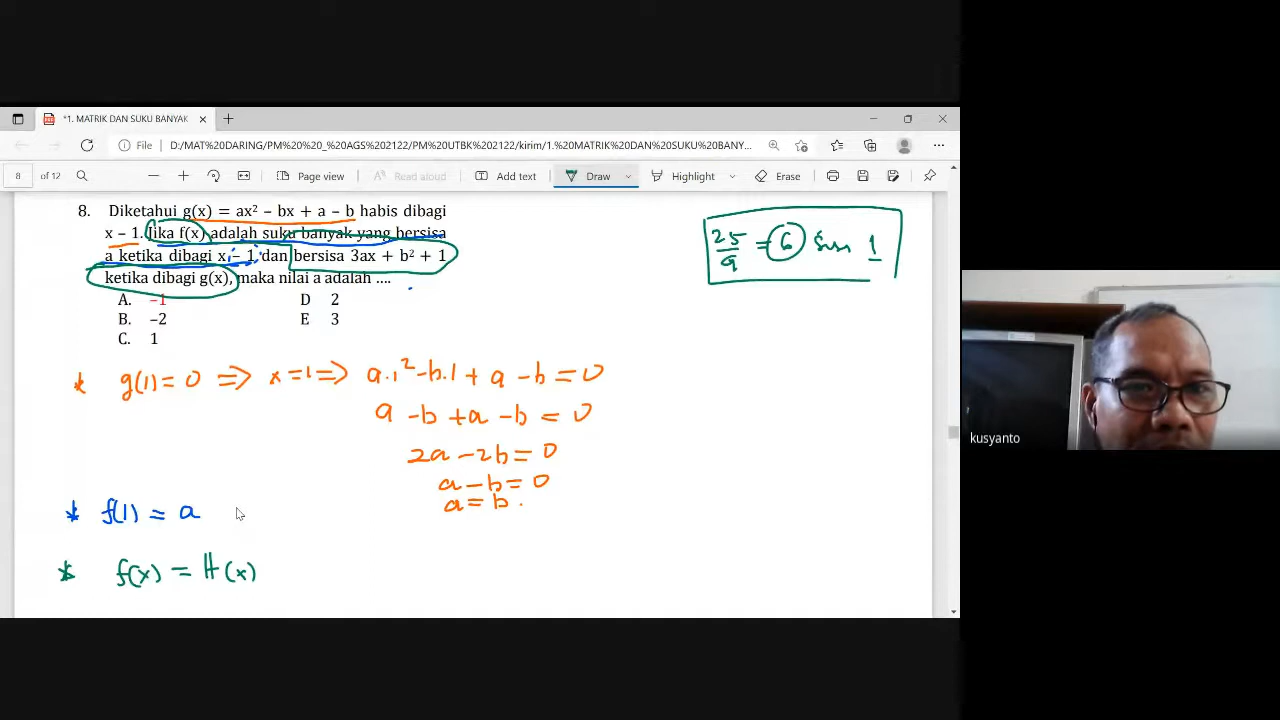 *1. MATRIK DAN SUKU BANYAK
File D:/MAT%20DARING/PM%20%20_%20AGS%202122/PM%20UTBK%202122/kirim/1.%20MATRIK%20DAN%20SUKU%20BANY...
8 of 12 Page view Read aloud Add text Draw Highlight Erase
8. Diketahui g(x) = ax² – bx + a – b habis dibagi
x – 1. Jika f(x) adalah suku banyak yang bersisa
a ketika dibagi x – 1 dan bersisa 3ax + b² + 1
ketika dibagi g(x), maka nilai a adalah ....
A. –1 D 2
B. –2 E 3
C. 1
25/9 = 6 1
* g(1) = 0 ⇒ x = 1 ⇒ a.1² – b.1 + a – b = 0
a – b + a – b = 0
2a – 2b = 0
a – b = 0
a = b .
* f(1) = a
* f(x) = H(x)
kusyanto